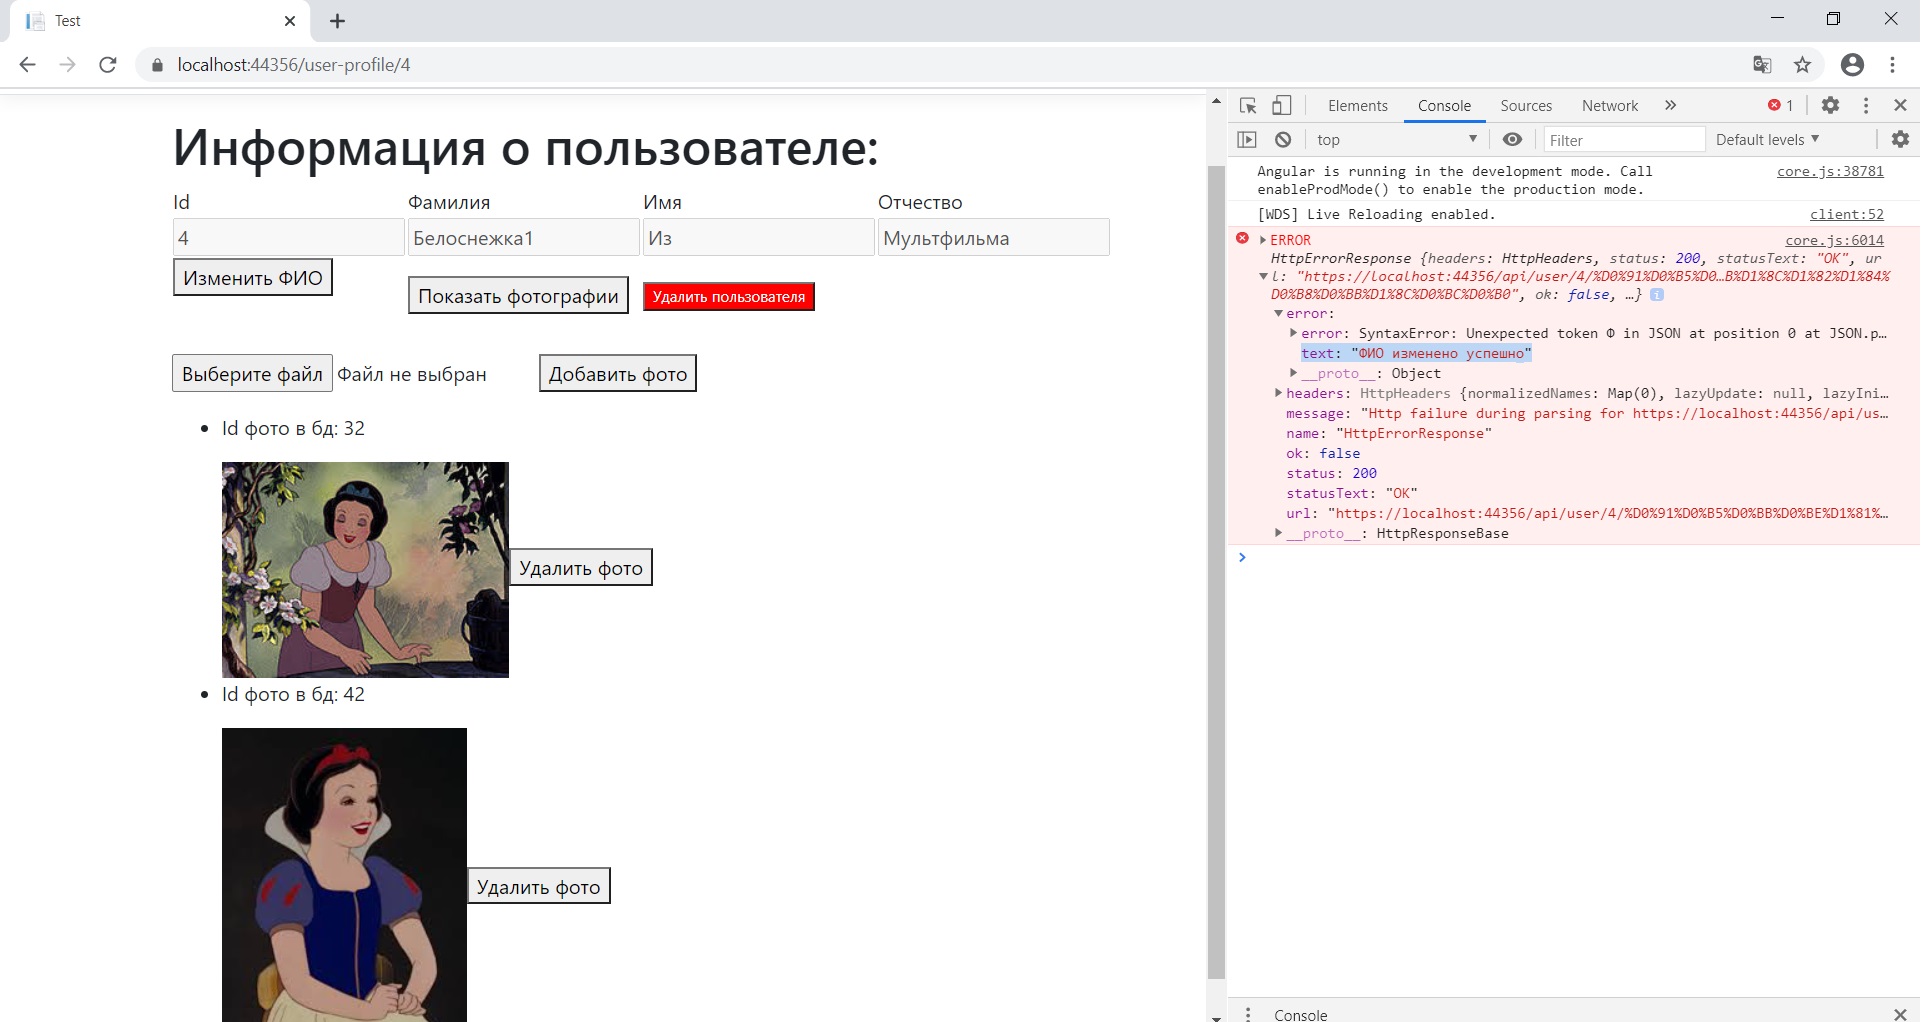 Test
localhost:44356/user-profile/4
Информация о пользователе:
Id Фамилия Имя Отчество
4 Белоснежка1 Из Мультфильма
Изменить ФИО
Показать фотографии Удалить пользователя
Выберите файл Файл не выбран Добавить фото
Id фото в бд: 32
Удалить фото
Id фото в бд: 42
Удалить фото
Elements Console Sources Network 1
top Filter Default levels
Angular is running in the development mode. Call core.js:38781
enableProdMode() to enable the production mode.
[WDS] Live Reloading enabled. client:52
ERROR core.js:6014
HttpErrorResponse {headers: HttpHeaders, status: 200, statusText: "OK", ur
l: "https://localhost:44356/api/user/4/%D0%91%D0%B5%D0…B%D1%8C%D1%82%D1%84%
D0%B8%D0%BB%D1%8C%D0%BC%D0%B0", ok: false, …}
error:
error: SyntaxError: Unexpected token Ф in JSON at position 0 at JSON.p…
text: "ФИО изменено успешно"
__proto__: Object
headers: HttpHeaders {normalizedNames: Map(0), lazyUpdate: null, lazyIni…
message: "Http failure during parsing for https://localhost:44356/api/us…
name: "HttpErrorResponse"
ok: false
status: 200
statusText: "OK"
url: "https://localhost:44356/api/user/4/%D0%91%D0%B5%D0%BB%D0%BE%D1%81%…
__proto__: HttpResponseBase
Console